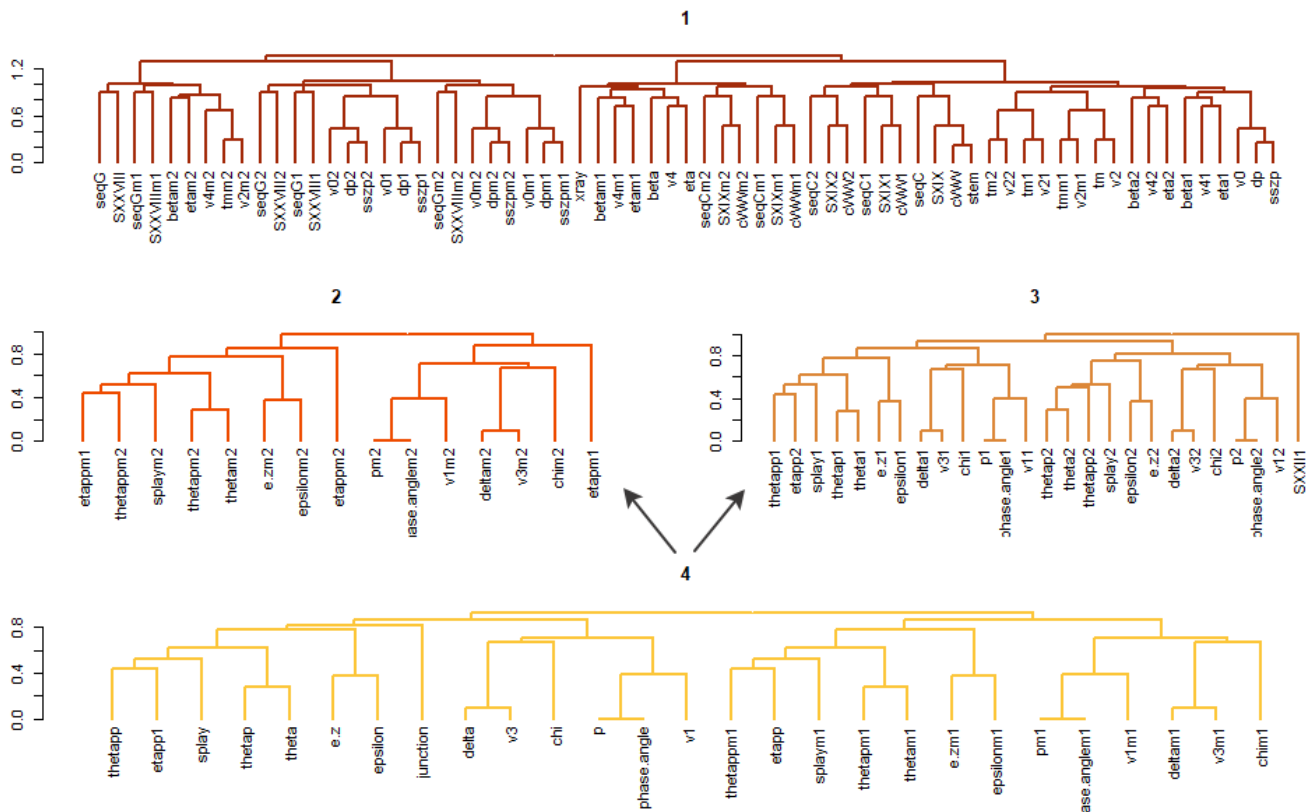 1
1.2
0.6
0.0
seqG
SXXVIII
seqGm1
SXXVIIIm1
betam2
etam2
v4m2
tmm2
v2m2
seqG2
SXXVIII2
seqG1
SXXVIII1
v02
dp2
sszp2
v01
dp1
sszp1
seqGm2
SXXVIIIm2
v0m2
dpm2
sszpm2
v0m1
dpm1
sszpm1
xray
betam1
v4m1
etam1
beta
v4
eta
seqCm2
SXIXm2
cWWm2
seqCm1
SXIXm1
cWWm1
seqC2
SXIX2
cWW2
seqC1
SXIX1
cWW1
seqC
SXIX
cWW
stem
tm2
v22
tm1
v21
tmm1
v2m1
tm
v2
beta2
v42
eta2
beta1
v41
eta1
v0
dp
sszp
2
0.8
0.4
0.0
etappm1
thetappm2
splaym2
thetapm2
thetam2
e.zm2
epsilonm2
etappm2
pm2
ıase.anglem2
v1m2
deltam2
v3m2
chim2
etapm1
3
0.8
0.4
0.0
thetapp1
etapp2
splay1
thetap1
theta1
e.z1
epsilon1
delta1
v31
chi1
p1
phase.angle1
v11
thetap2
theta2
thetapp2
splay2
epsilon2
e.z2
delta2
v32
chi2
p2
phase.angle2
v12
SXXII1
4
0.8
0.4
0.0
thetapp
etapp1
splay
thetap
theta
e.z
epsilon
junction
delta
v3
chi
p
phase.angle
v1
thetappm1
etapp
splaym1
thetapm1
thetam1
e.zm1
epsilonm1
pm1
ase.anglem1
v1m1
deltam1
v3m1
chim1